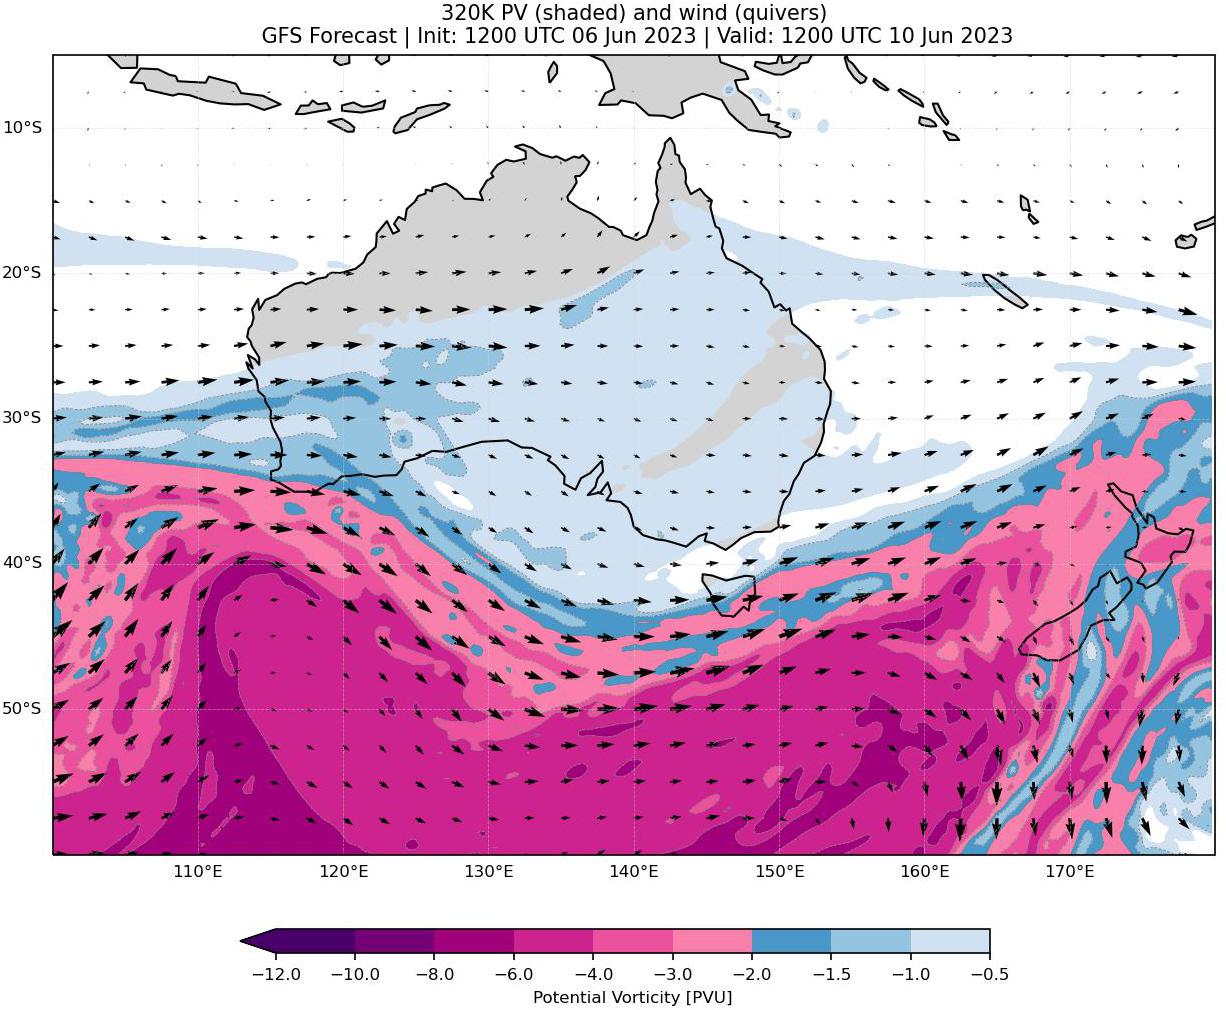 320K PV (shaded) and wind (quivers)
GFS Forecast | Init: 1200 UTC 06 Jun 2023 | Valid: 1200 UTC 10 Jun 2023
10°S
20°S
30°S
40°S
50°S
110°E 120°E 130°E 140°E 150°E 160°E 170°E
−12.0 −10.0 −8.0 −6.0 −4.0 −3.0 −2.0 −1.5 −1.0 −0.5
Potential Vorticity [PVU]